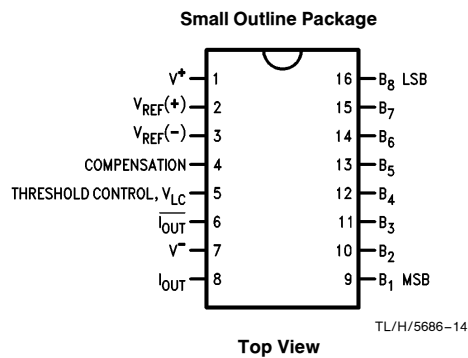 Small Outline Package
V+ 1 16 B8 LSB
VREF(+) 2 15 B7
VREF(−) 3 14 B6
COMPENSATION 4 13 B5
THRESHOLD CONTROL, VLC 5 12 B4
IOUT 6 11 B3
V− 7 10 B2
IOUT 8 9 B1 MSB
TL/H/5686–14
Top View